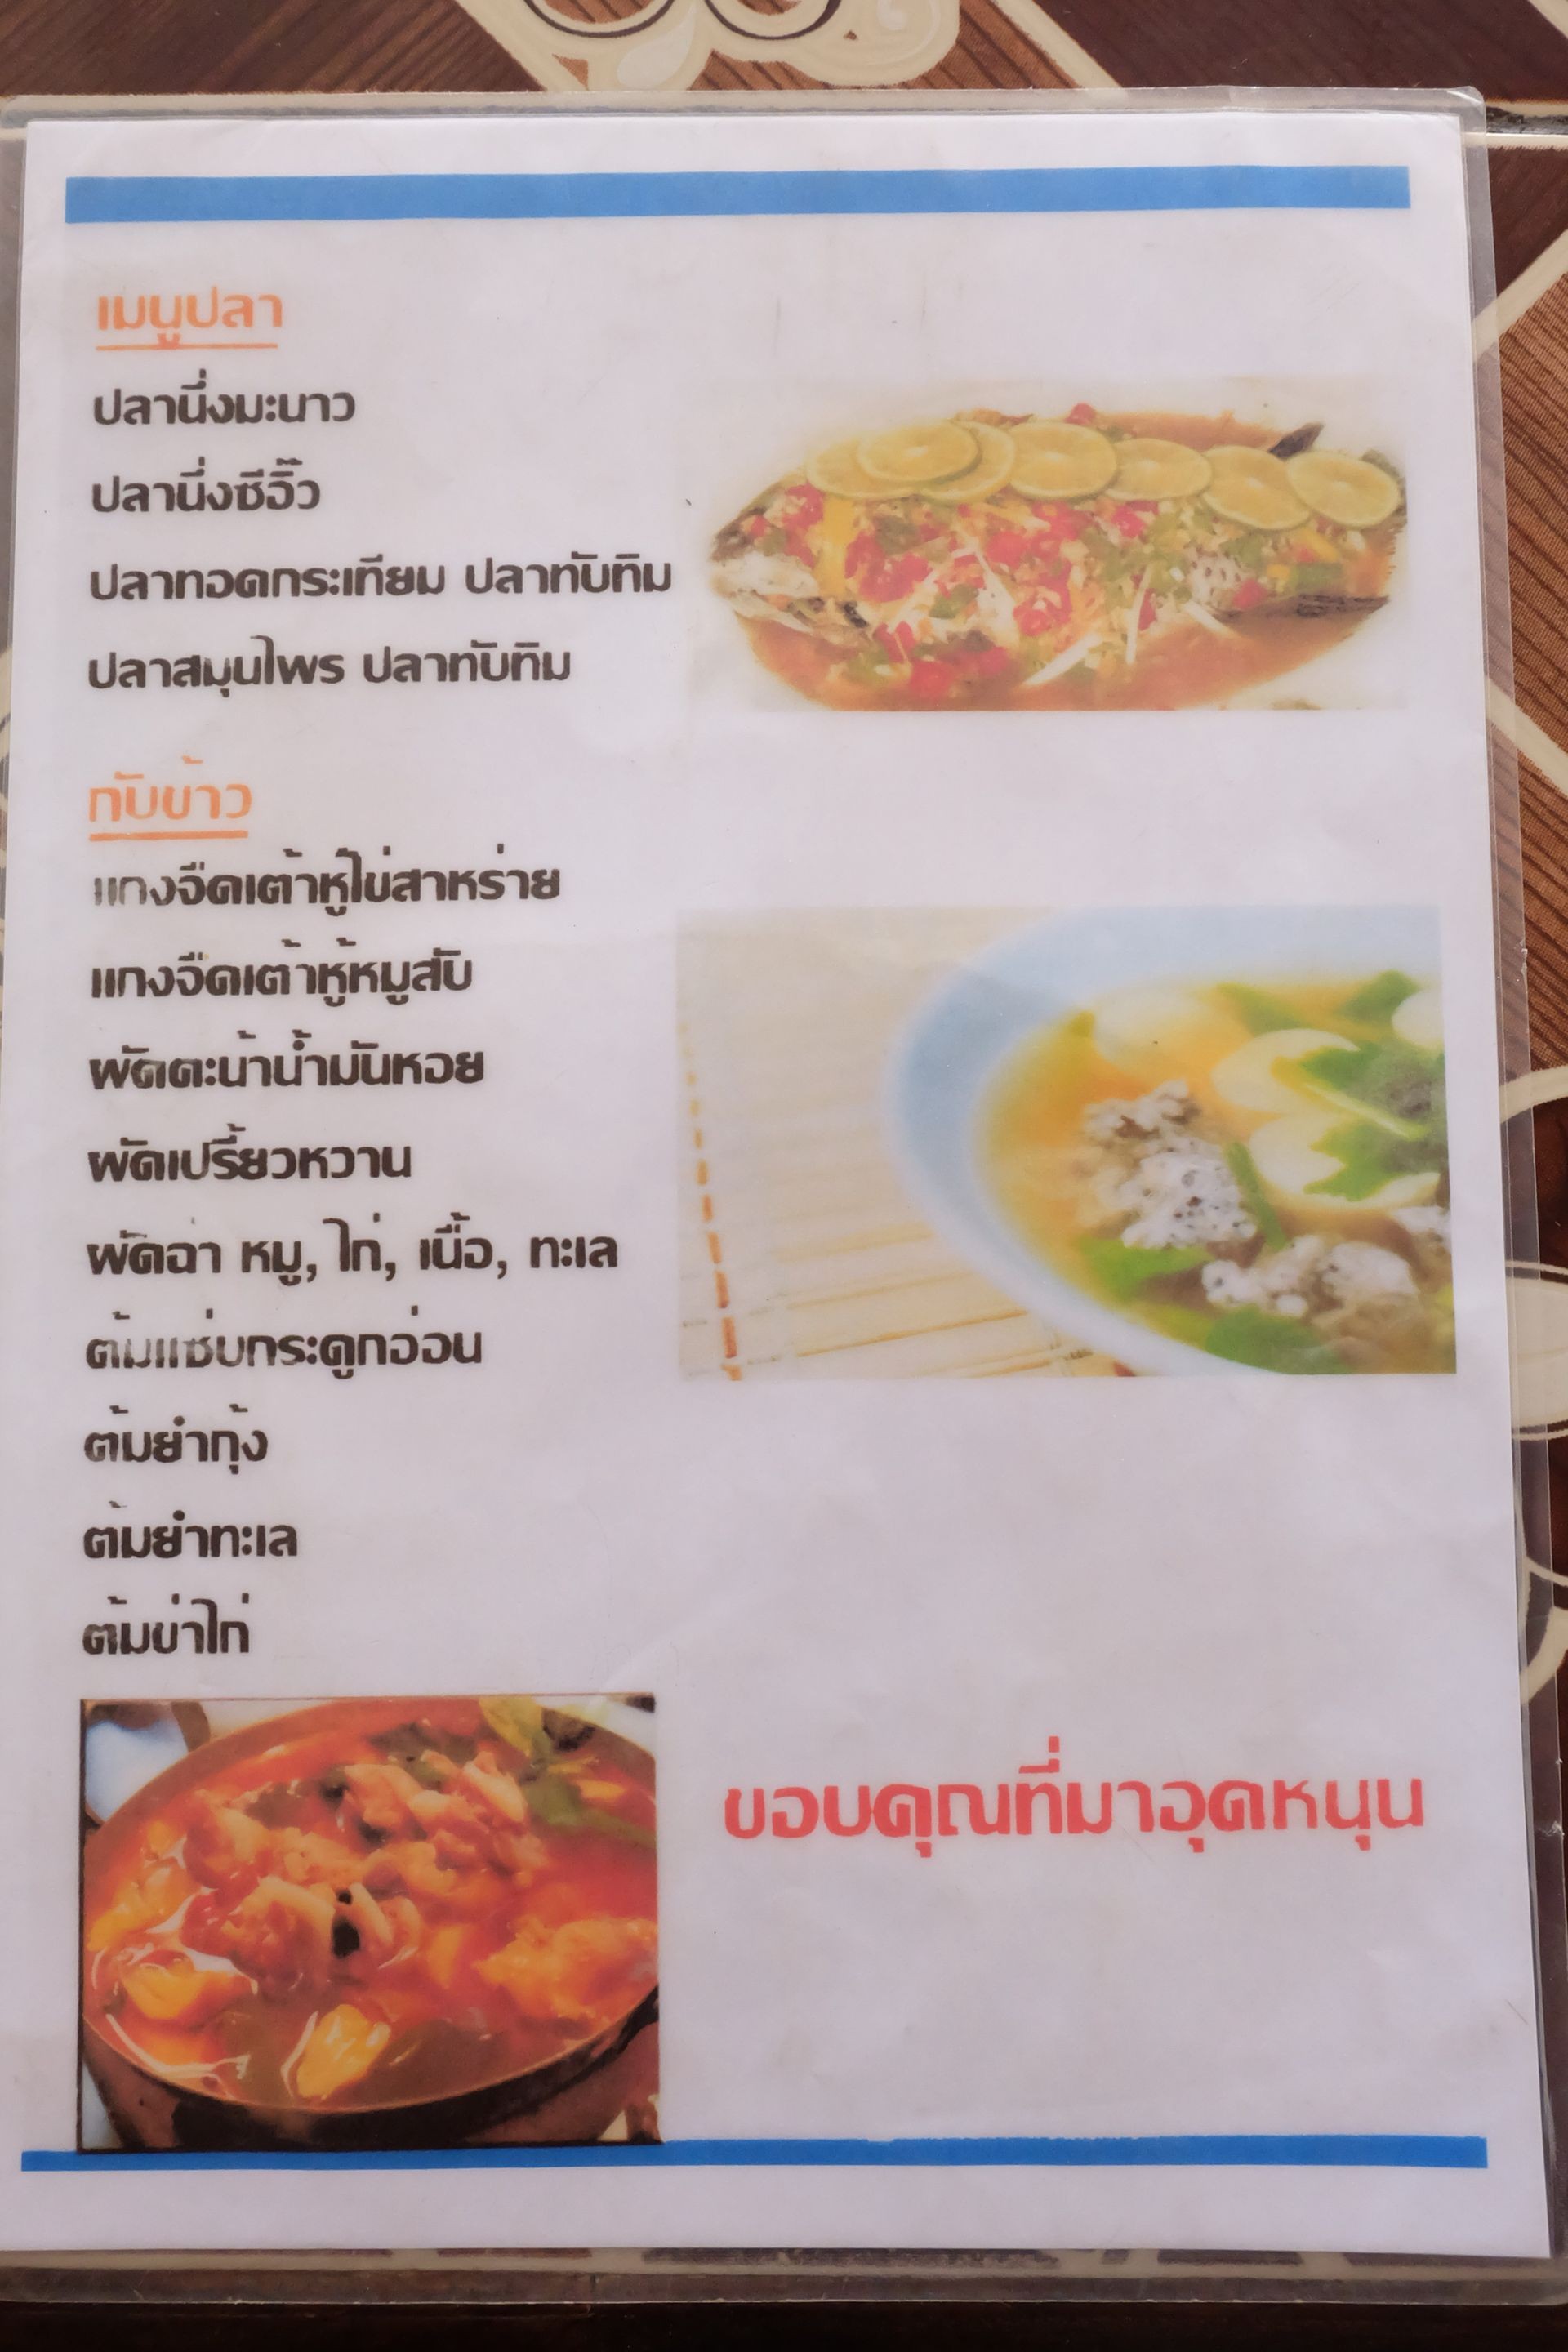 เมนูปลา
ปลานึ่งมะนาว
ปลานึ่งซีอิ๊ว
ปลาทอดกระเทียม ปลาทับทิม
ปลาสมุนไพร ปลาทับทิม
กับข้าว
แกงจืดเต้าหู้ไข่สาหร่าย
แกงจืดเต้าหู้หมูสับ
ผัดคะน้าน้ำมันหอย
ผัดเปรี้ยวหวาน
ผัดฉ่า หมู, ไก่, เนื้อ, ทะเล
ต้มแซ่บกระดูกอ่อน
ต้มยำกุ้ง
ต้มยำทะเล
ต้มข่าไก่
ขอบคุณที่มาอุดหนุน